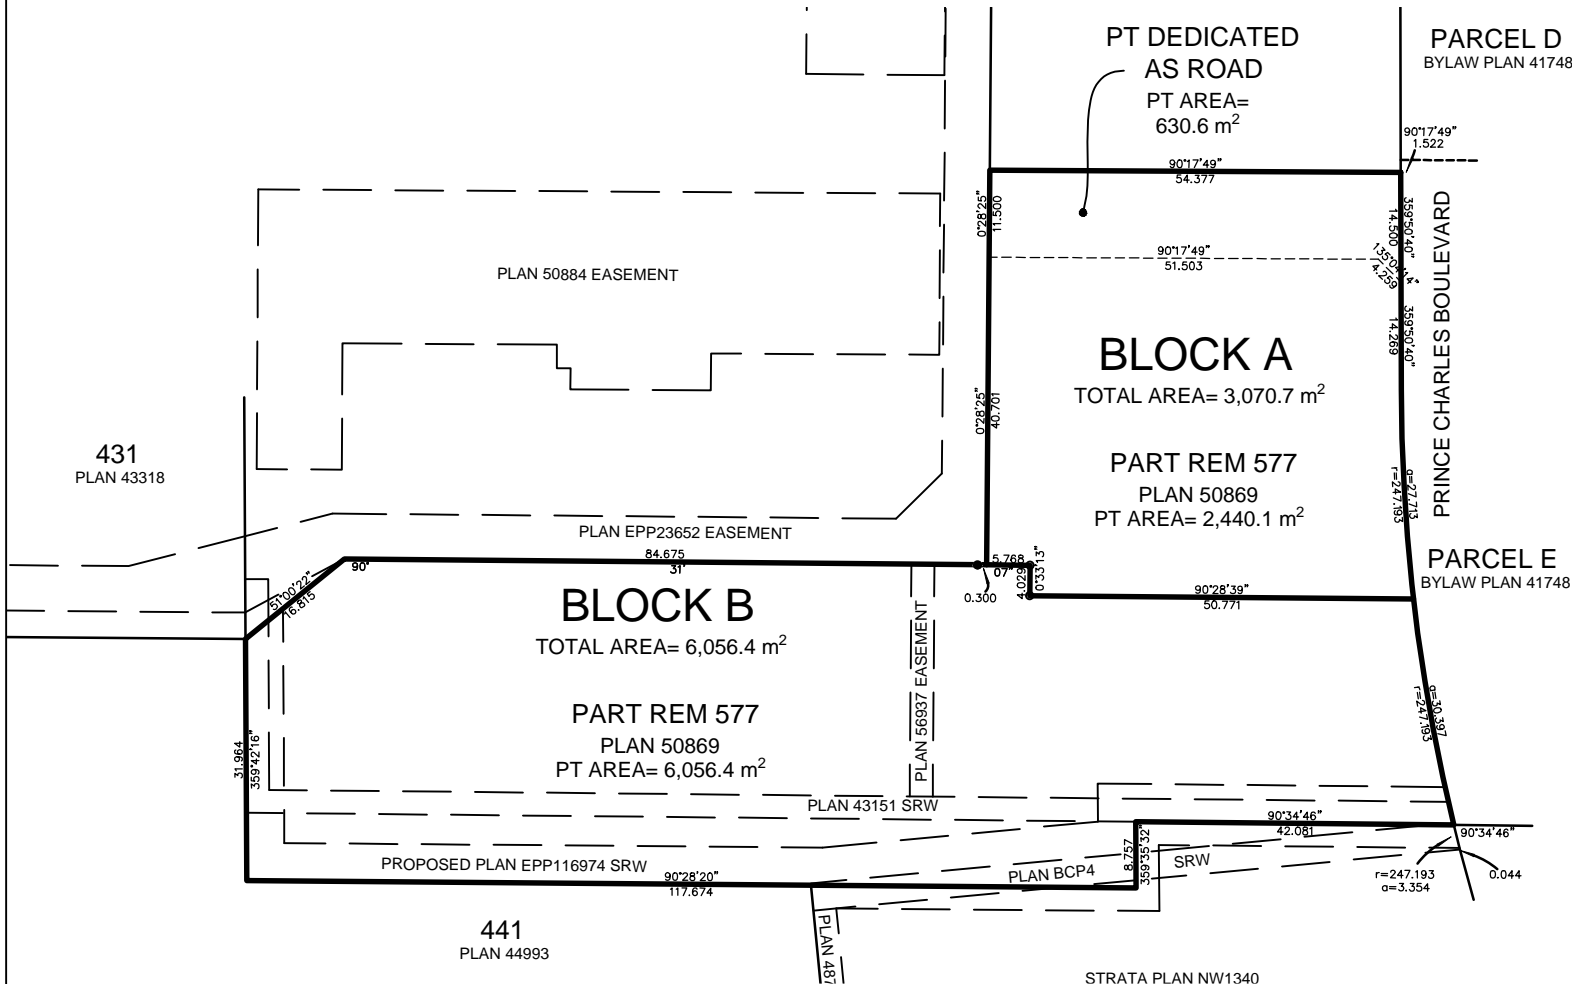 PT DEDICATED
AS ROAD
PT AREA=
630.6 m²
PARCEL D
BYLAW PLAN 41748
90°17'49"
1.522
90°17'49"
54.377
0°28'25"
11.500
359°50'40"
14.500
90°17'49"
51.503
135°04'14"
4.259
PLAN 50884 EASEMENT
PRINCE CHARLES BOULEVARD
359°50'40"
14.269
BLOCK A
TOTAL AREA= 3,070.7 m²
0°28'25"
40.701
431
PLAN 43318
PART REM 577
PLAN 50869
PT AREA= 2,440.1 m²
a=27.713
r=247.193
PLAN EPP23652 EASEMENT
84.675
90°
31'
5.768
07"
0.300
4.029
0°33'13"
PARCEL E
BYLAW PLAN 41748
90°28'39"
50.771
51°00'22"
16.815
BLOCK B
TOTAL AREA= 6,056.4 m²
PLAN 56937 EASEMENT
PART REM 577
PLAN 50869
PT AREA= 6,056.4 m²
31.964
359°42'16"
a=30.397
r=247.193
PLAN 43151 SRW
90°34'46"
42.081
90°34'46"
8.757
359°35'32"
PROPOSED PLAN EPP116974 SRW
PLAN BCP4
SRW
90°28'20"
117.674
r=247.193
a=3.354
0.044
441
PLAN 44993
PLAN 487
STRATA PLAN NW1340